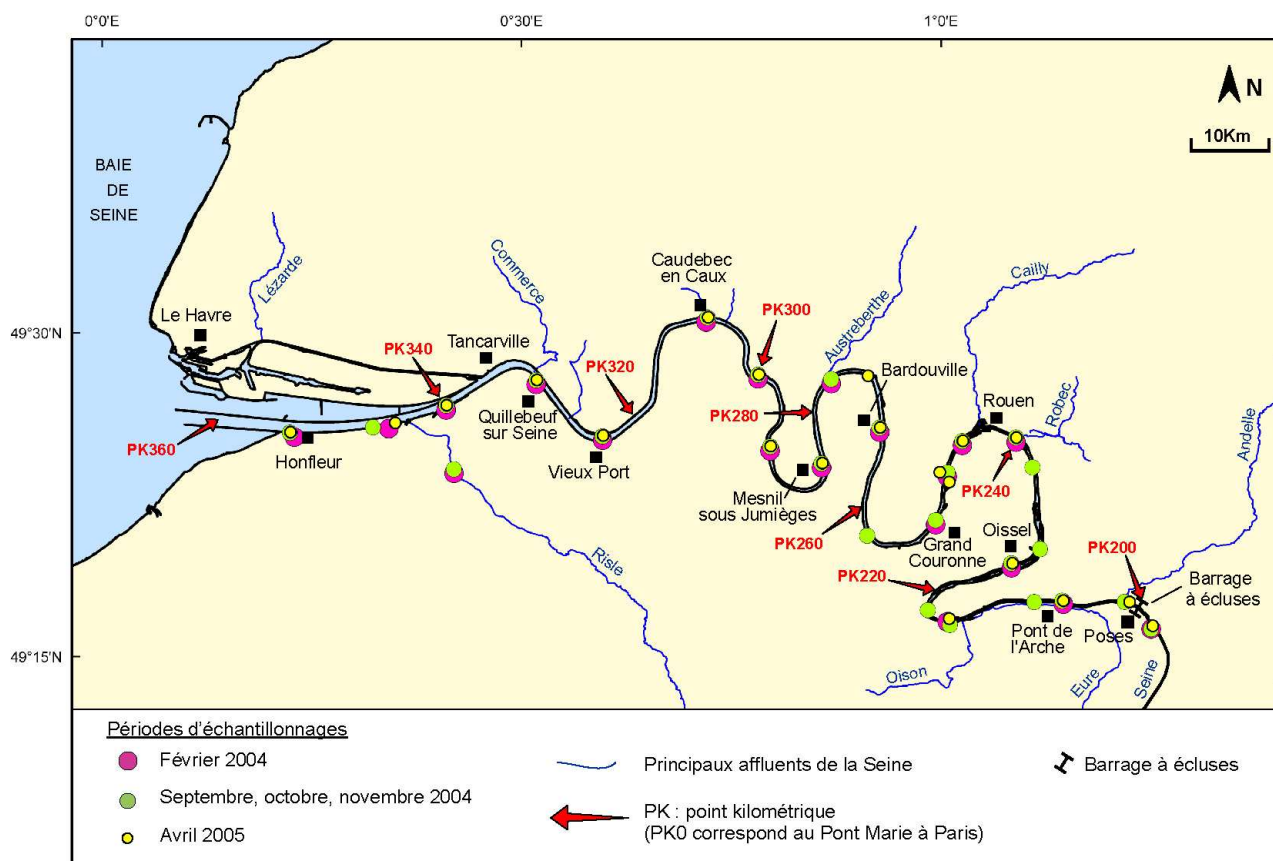 0°0'E
0°30'E
1°0'E
N
10Km
BAIE
DE
SEINE
Lézarde
Commerce
Caudebec
en Caux
Cailly
Le Havre
49°30'N
PK300
Austreberthe
Tancarville
PK340
PK320
Bardouville
Rouen
Robec
Andelle
PK280
Quillebeuf
sur Seine
PK360
Honfleur
Vieux Port
PK240
Mesnil
sous Jumièges
PK260
Grand
Couronne
Oissel
PK200
PK220
Barrage
à écluses
Risle
Pont de
l'Arche
Poses
49°15'N
Oison
Eure
Seine
Périodes d'échantillonnages
Février 2004
Septembre, octobre, novembre 2004
Avril 2005
Principaux affluents de la Seine
PK : point kilométrique
(PK0 correspond au Pont Marie à Paris)
Barrage à écluses